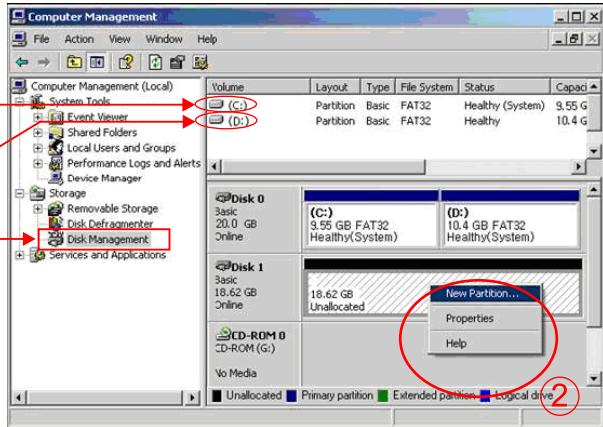 Computer Management
File Action View Window Help
Computer Management (Local)
System Tools
Event Viewer
Shared Folders
Local Users and Groups
Performance Logs and Alerts
Device Manager
Storage
Removable Storage
Disk Defragmenter
Disk Management
Services and Applications
Volume Layout Type File System Status Capaci
(C:) Partition Basic FAT32 Healthy (System) 9.55 G
(D:) Partition Basic FAT32 Healthy 10.4 G
Disk 0
Basic
20.0 GB
Online
(C:)
9.55 GB FAT32
Healthy(System)
(D:)
10.4 GB FAT32
Healthy(System)
Disk 1
Basic
18.62 GB
Online
18.62 GB
Unallocated
New Partition...
Properties
Help
CD-ROM 0
CD-ROM (G:)
No Media
Unallocated Primary partition Extended partition Logical drive
②